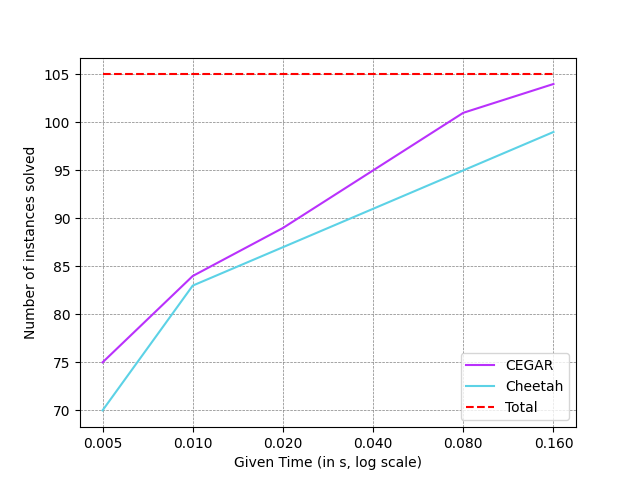 105
100
95
90
85
80
75
70
Number of instances solved
CEGAR
Cheetah
Total
0.005 0.010 0.020 0.040 0.080 0.160
Given Time (in s, log scale)